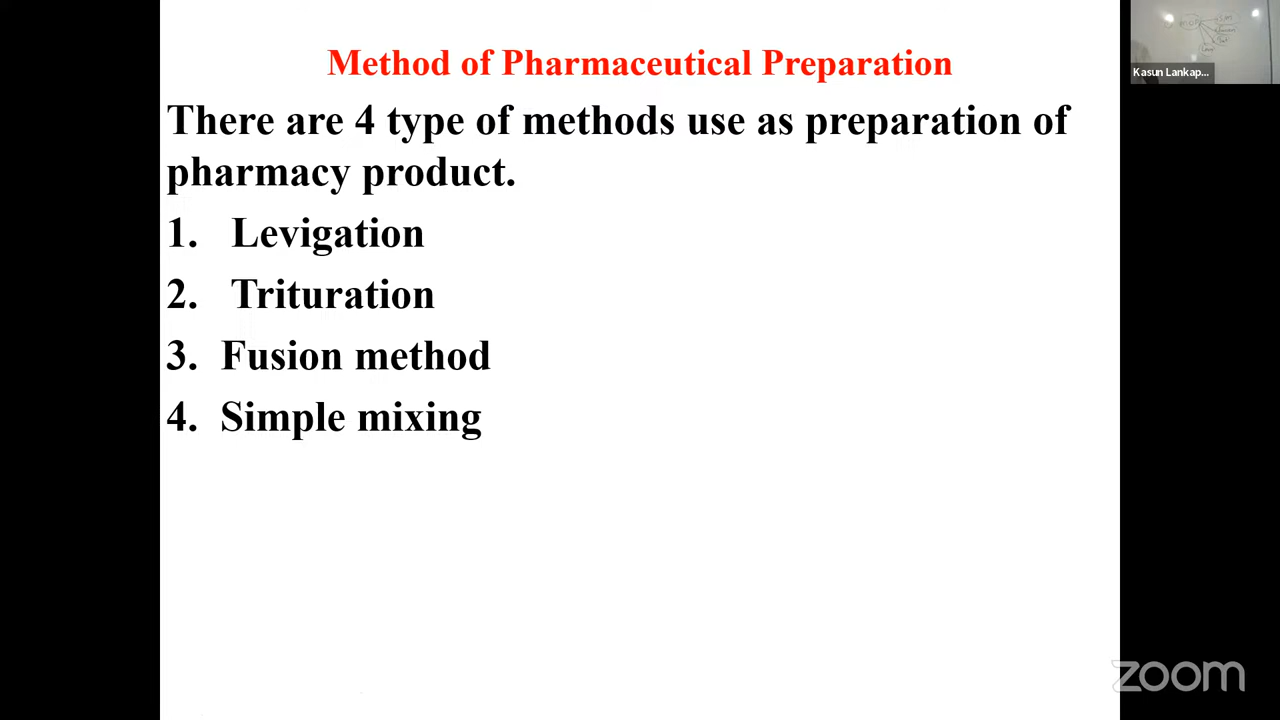 Method of Pharmaceutical Preparation
There are 4 type of methods use as preparation of
pharmacy product.
1. Levigation
2. Trituration
3. Fusion method
4. Simple mixing
Kasun Lankap...
zoom